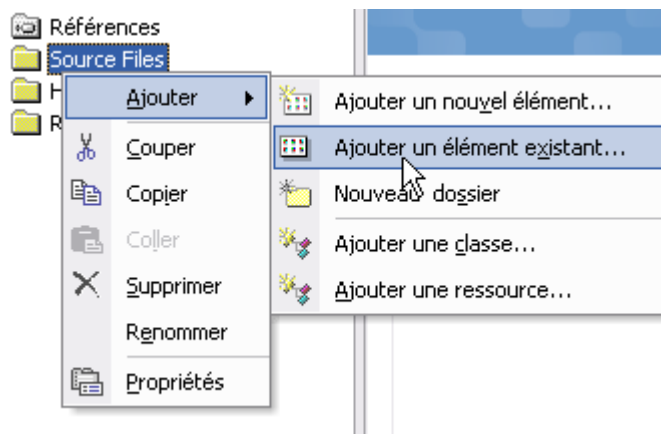 Références
Source Files
H
R
Ajouter
Couper
Copier
Coller
Supprimer
Renommer
Propriétés
Ajouter un nouvel élément...
Ajouter un élément existant...
Nouveau dossier
Ajouter une classe...
Ajouter une ressource...